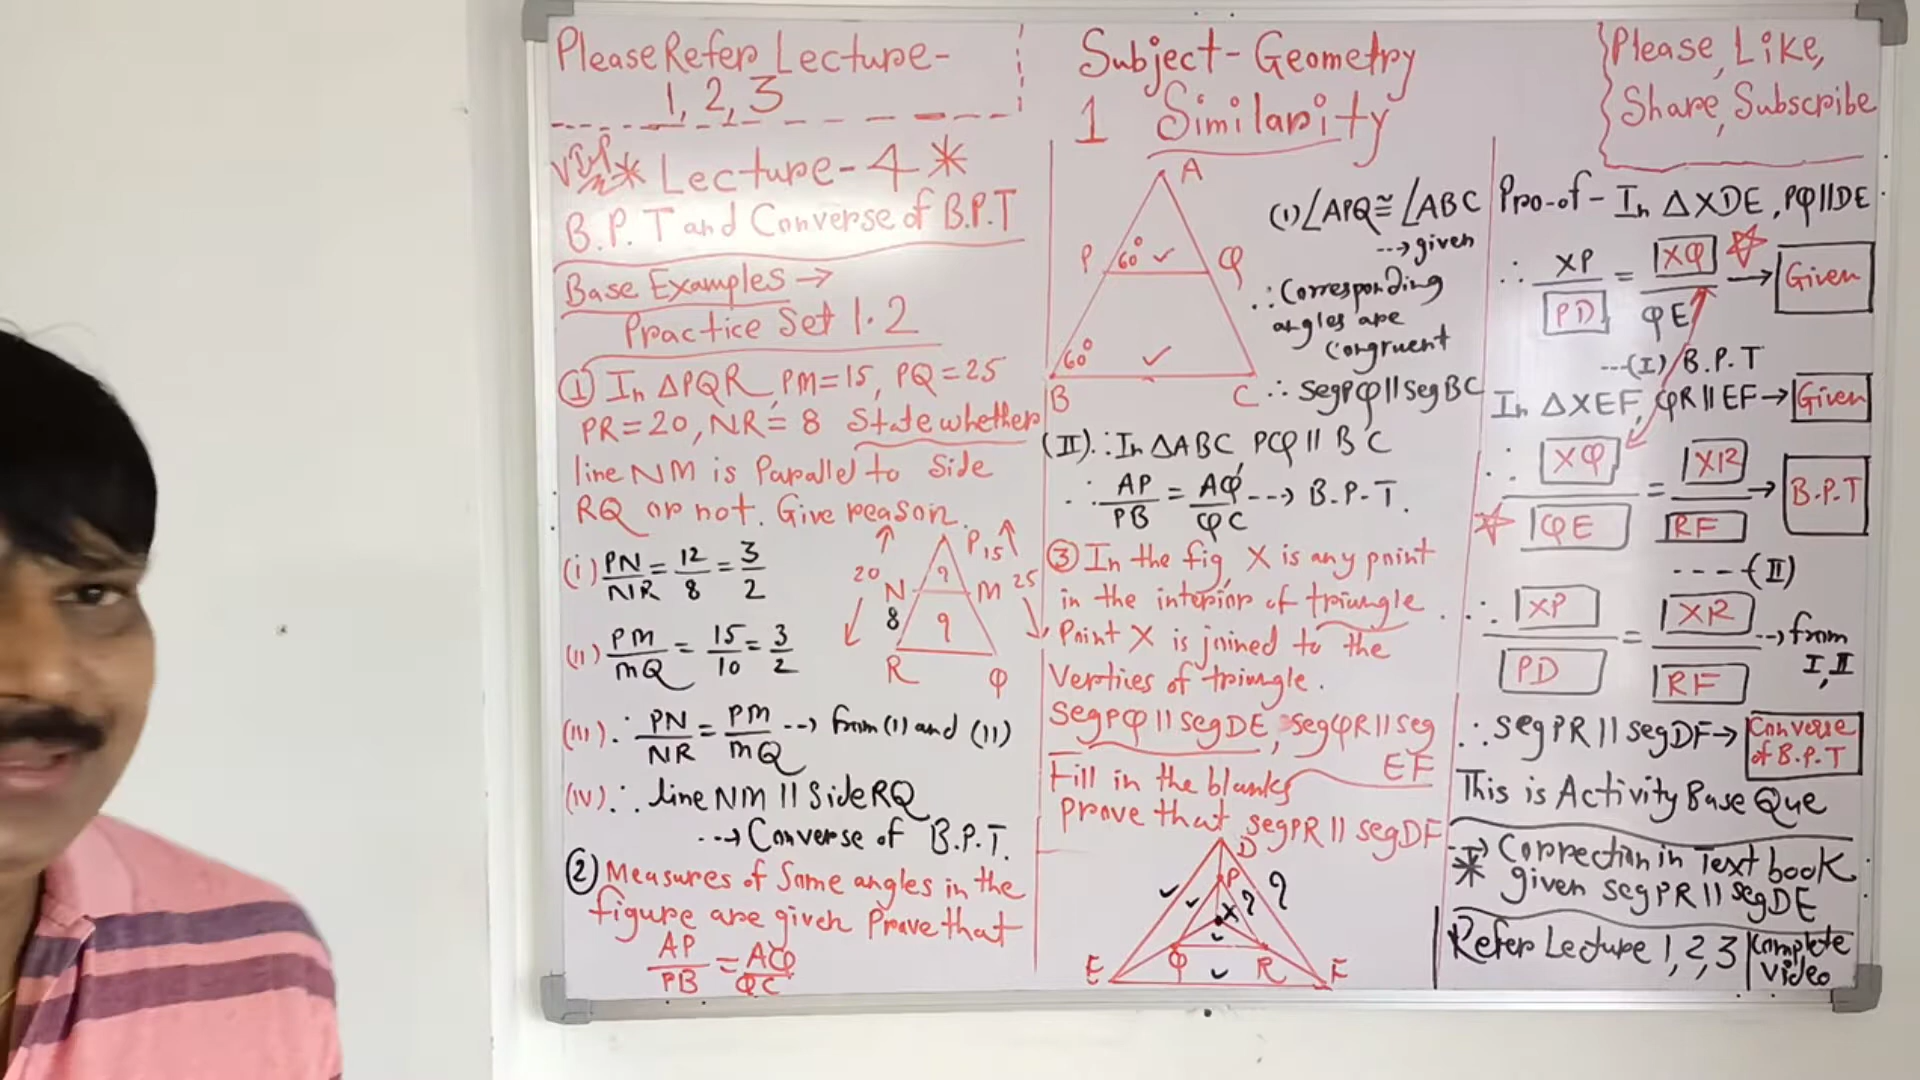 Please Refer Lecture-
1, 2, 3
Subject - Geometry
1 Similarity
Please, Like,
Share, Subscribe
* Lecture - 4 *
B.P.T and Converse of B.P.T
Base Examples →
Practice Set 1.2
① In △PQR, PM=15, PQ=25
PR=20, NR=8 State whether
line NM is Parallel to Side
RQ or not. Give reason.
(i) PN/NR = 12/8 = 3/2
(ii) PM/mQ = 15/10 = 3/2
P
15
20
N
?
M
25
8
?
R
Q
(iii) ∴ PN/NR = PM/mQ --→ from (i) and (ii)
(iv) ∴ line NM || Side RQ
--→ Converse of B.P.T.
② Measures of Some angles in the
figure are given Prove that
AP/PB = AQ/QC
A
P
60°
✓
Q
60°
✓
B
C
(i) ∠APQ ≅ ∠ABC
--→ given
∴ Corresponding
angles are
congruent
∴ seg PQ || seg BC
(II) ∴ In △ABC PQ || BC
∴ AP/PB = AQ/QC --→ B.P.T.
③ In the fig, X is any point
in the interior of triangle
Point X is joined to the
Vertices of triangle.
seg PQ || seg DE, seg QR || seg
EF
Fill in the blanks
Prove that seg PR || seg DF
D
P
?
?
X
E
Q
R
F
Proof - In △XDE, PQ || DE
∴ XP/PD = XQ/QE → Given
---(I) B.P.T
In △XEF, QR || EF → Given
∴ XQ/QE = XR/RF → B.P.T
----(II)
∴ XP/PD = XR/RF --→ from
I, II
∴ seg PR || seg DF → Converse
of B.P.T
This is Activity Base Que
* → Correction in Text book
given seg PR || seg DE
Refer Lecture 1, 2, 3 | Complete
Video